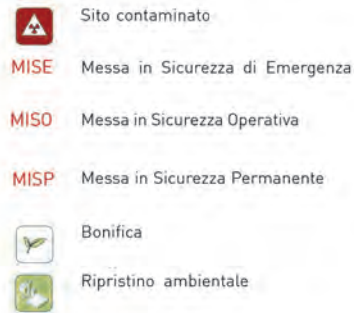 Sito contaminato
MISE Messa in Sicurezza di Emergenza
MISO Messa in Sicurezza Operativa
MISP Messa in Sicurezza Permanente
Bonifica
Ripristino ambientale